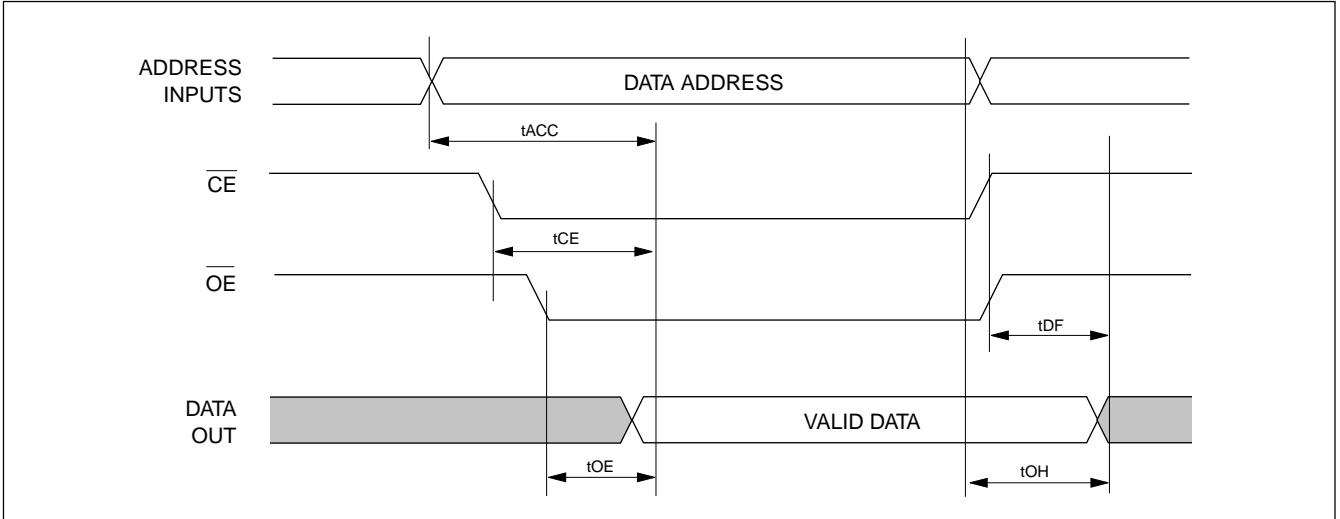 ADDRESS
INPUTS
DATA ADDRESS
tACC
CE
tCE
OE
tDF
DATA
OUT
VALID DATA
tOE
tOH